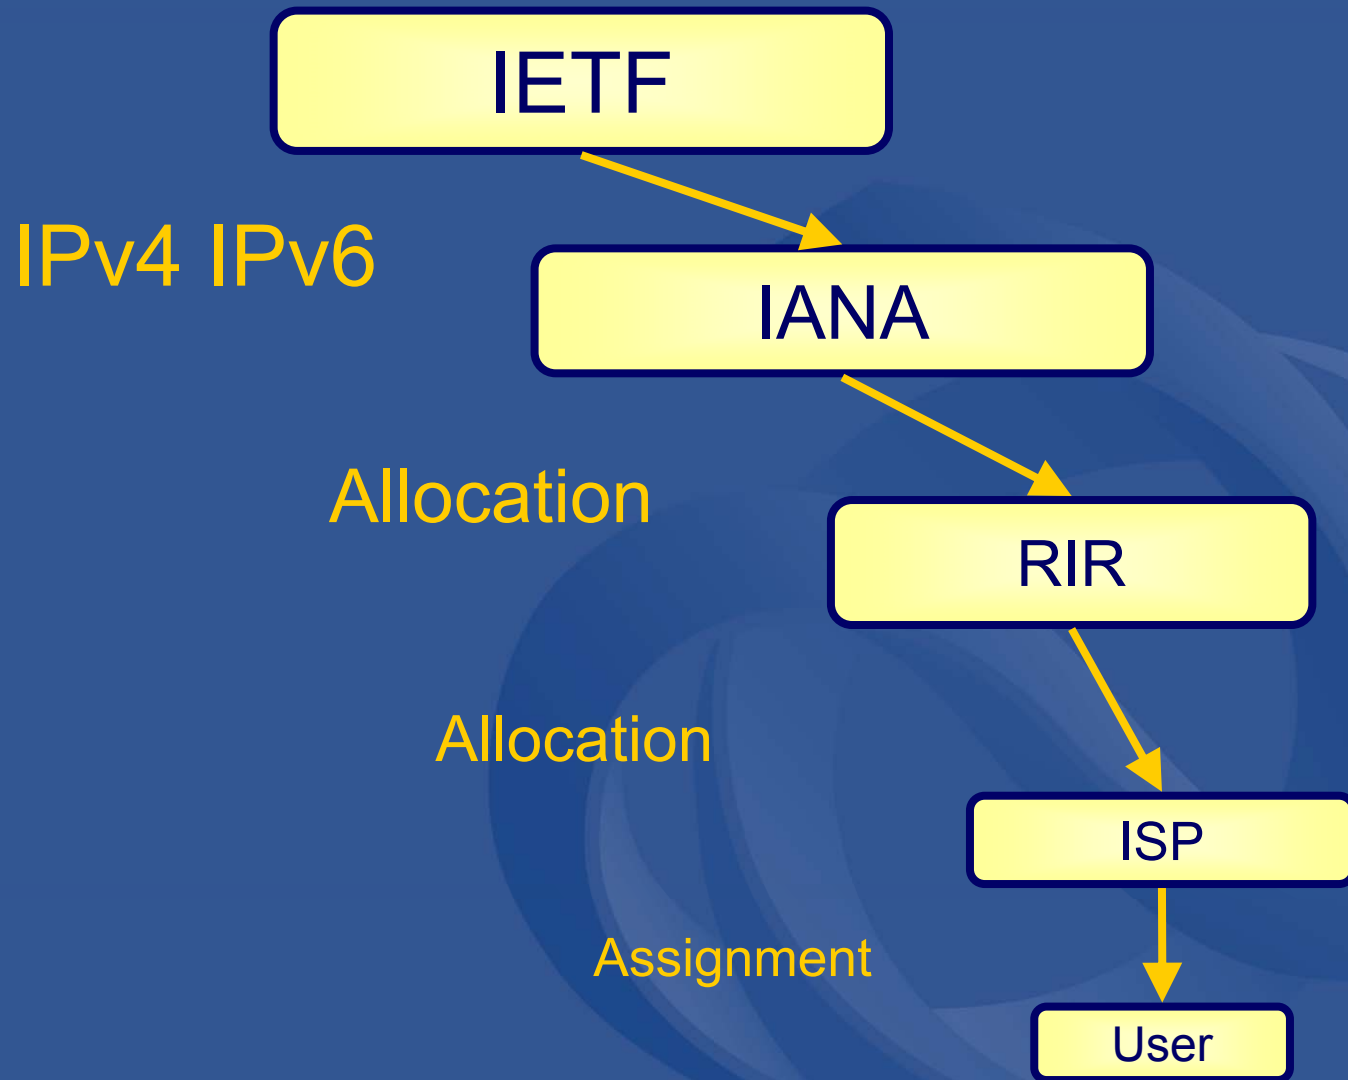 IETF
IPv4 IPv6
IANA
Allocation
RIR
Allocation
ISP
Assignment
User